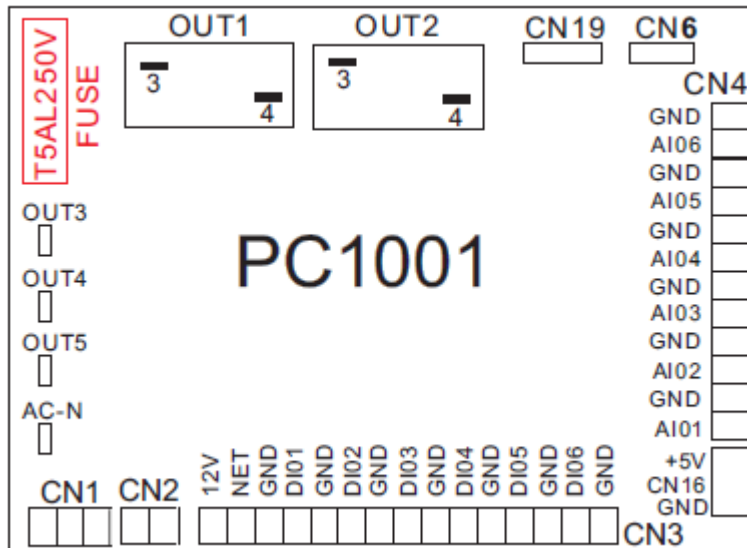 OUT1
OUT2
CN19
CN6
T5AL250V
FUSE
3
4
3
4
CN4
GND
AI06
GND
AI05
GND
AI04
GND
AI03
GND
AI02
GND
AI01
+5V
CN16
GND
OUT3
OUT4
OUT5
AC-N
PC1001
12V
NET
GND
DI01
GND
DI02
GND
DI03
GND
DI04
GND
DI05
GND
DI06
GND
CN1
CN2
CN3